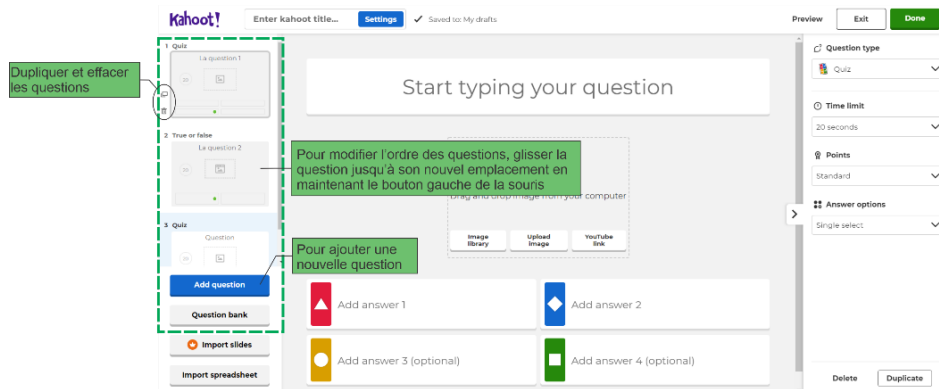 Kahoot!
Enter kahoot title...
Settings
Saved to: My drafts
Preview
Exit
Done
1 Quiz
La question 1
20
Dupliquer et effacer
les questions
2 True or false
La question 2
20
Pour modifier l'ordre des questions, glisser la
question jusqu'à son nouvel emplacement en
maintenant le bouton gauche de la souris
3 Quiz
Question
20
Pour ajouter une
nouvelle question
Add question
Question bank
Import slides
Import spreadsheet
Start typing your question
Drag and drop image from your computer
Image
library
Upload
image
YouTube
link
Add answer 1
Add answer 2
Add answer 3 (optional)
Add answer 4 (optional)
Question type
Quiz
Time limit
20 seconds
Points
Standard
Answer options
Single select
Delete
Duplicate